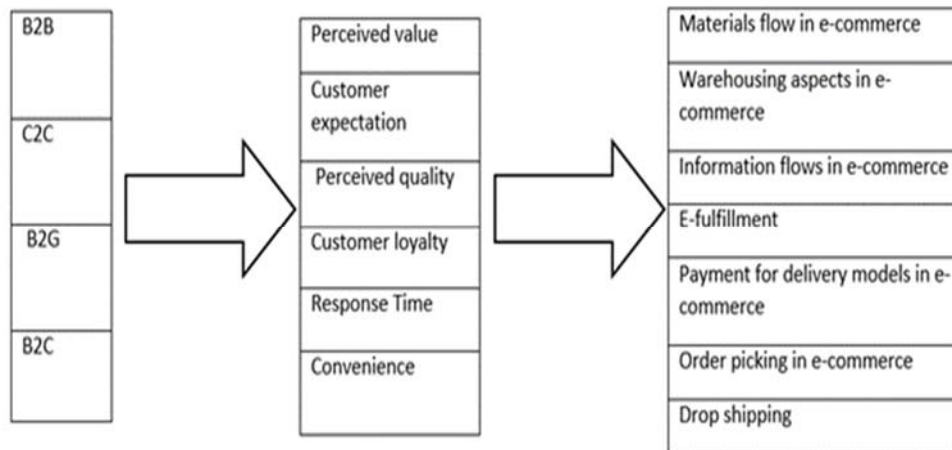 B2B
C2C
B2G
B2C
Perceived value
Customer
expectation
Perceived quality
Customer loyalty
Response Time
Convenience
Materials flow in e-commerce
Warehousing aspects in e-
commerce
Information flows in e-commerce
E-fulfillment
Payment for delivery models in e-
commerce
Order picking in e-commerce
Drop shipping